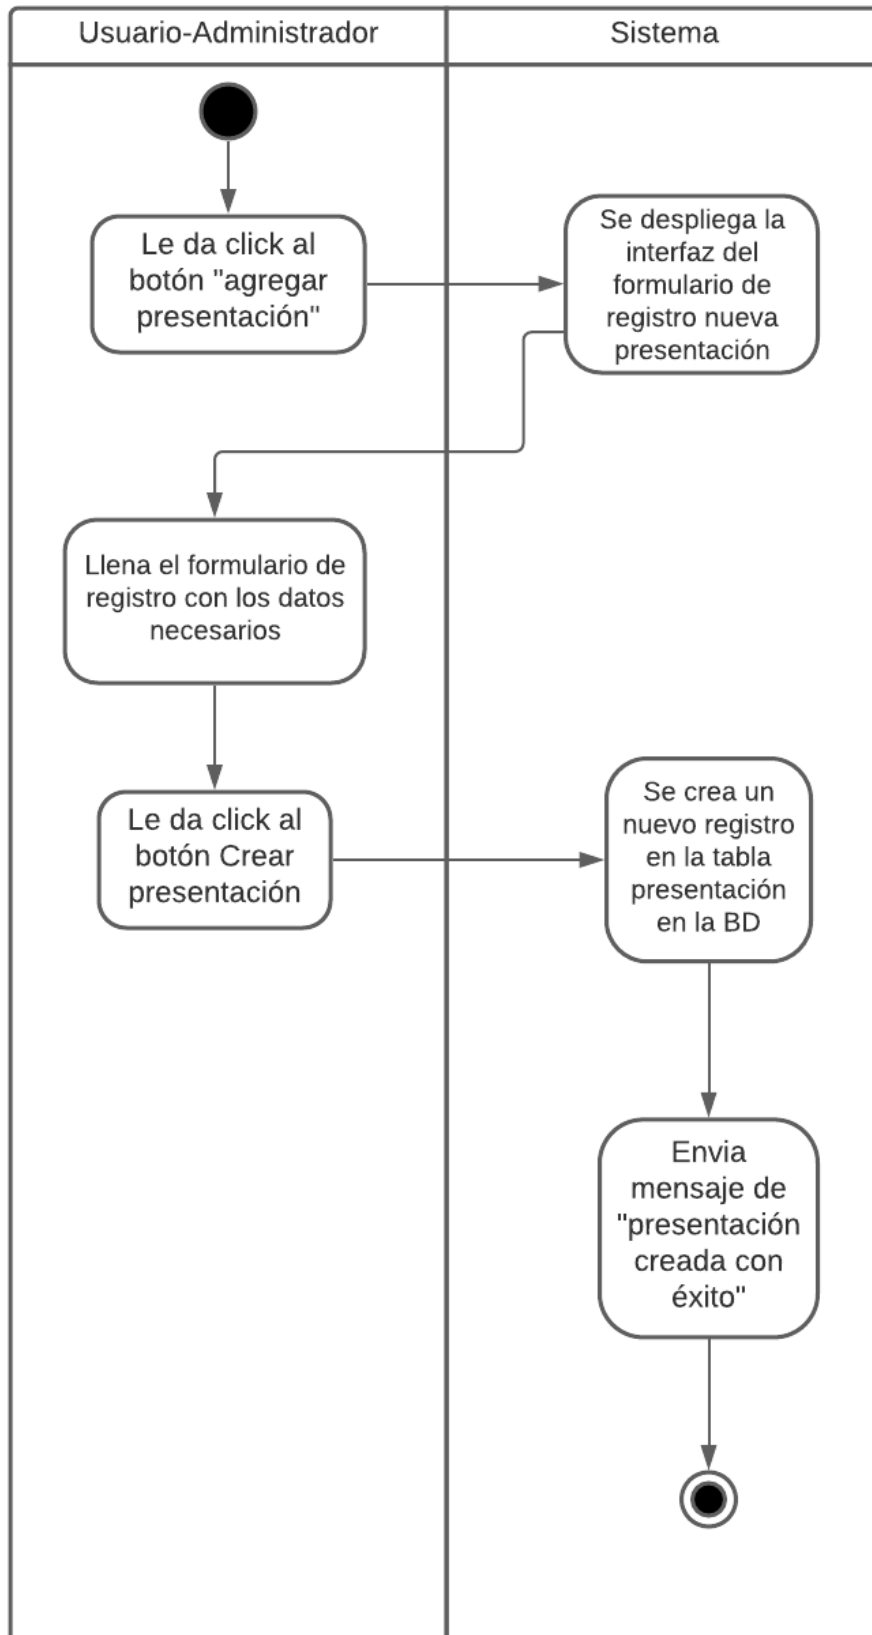 Usuario-Administrador
Sistema
Le da click al
botón "agregar
presentación"
Se despliega la
interfaz del
formulario de
registro nueva
presentación
Llena el formulario de
registro con los datos
necesarios
Le da click al
botón Crear
presentación
Se crea un
nuevo registro
en la tabla
presentación
en la BD
Envia
mensaje de
"presentación
creada con
éxito"